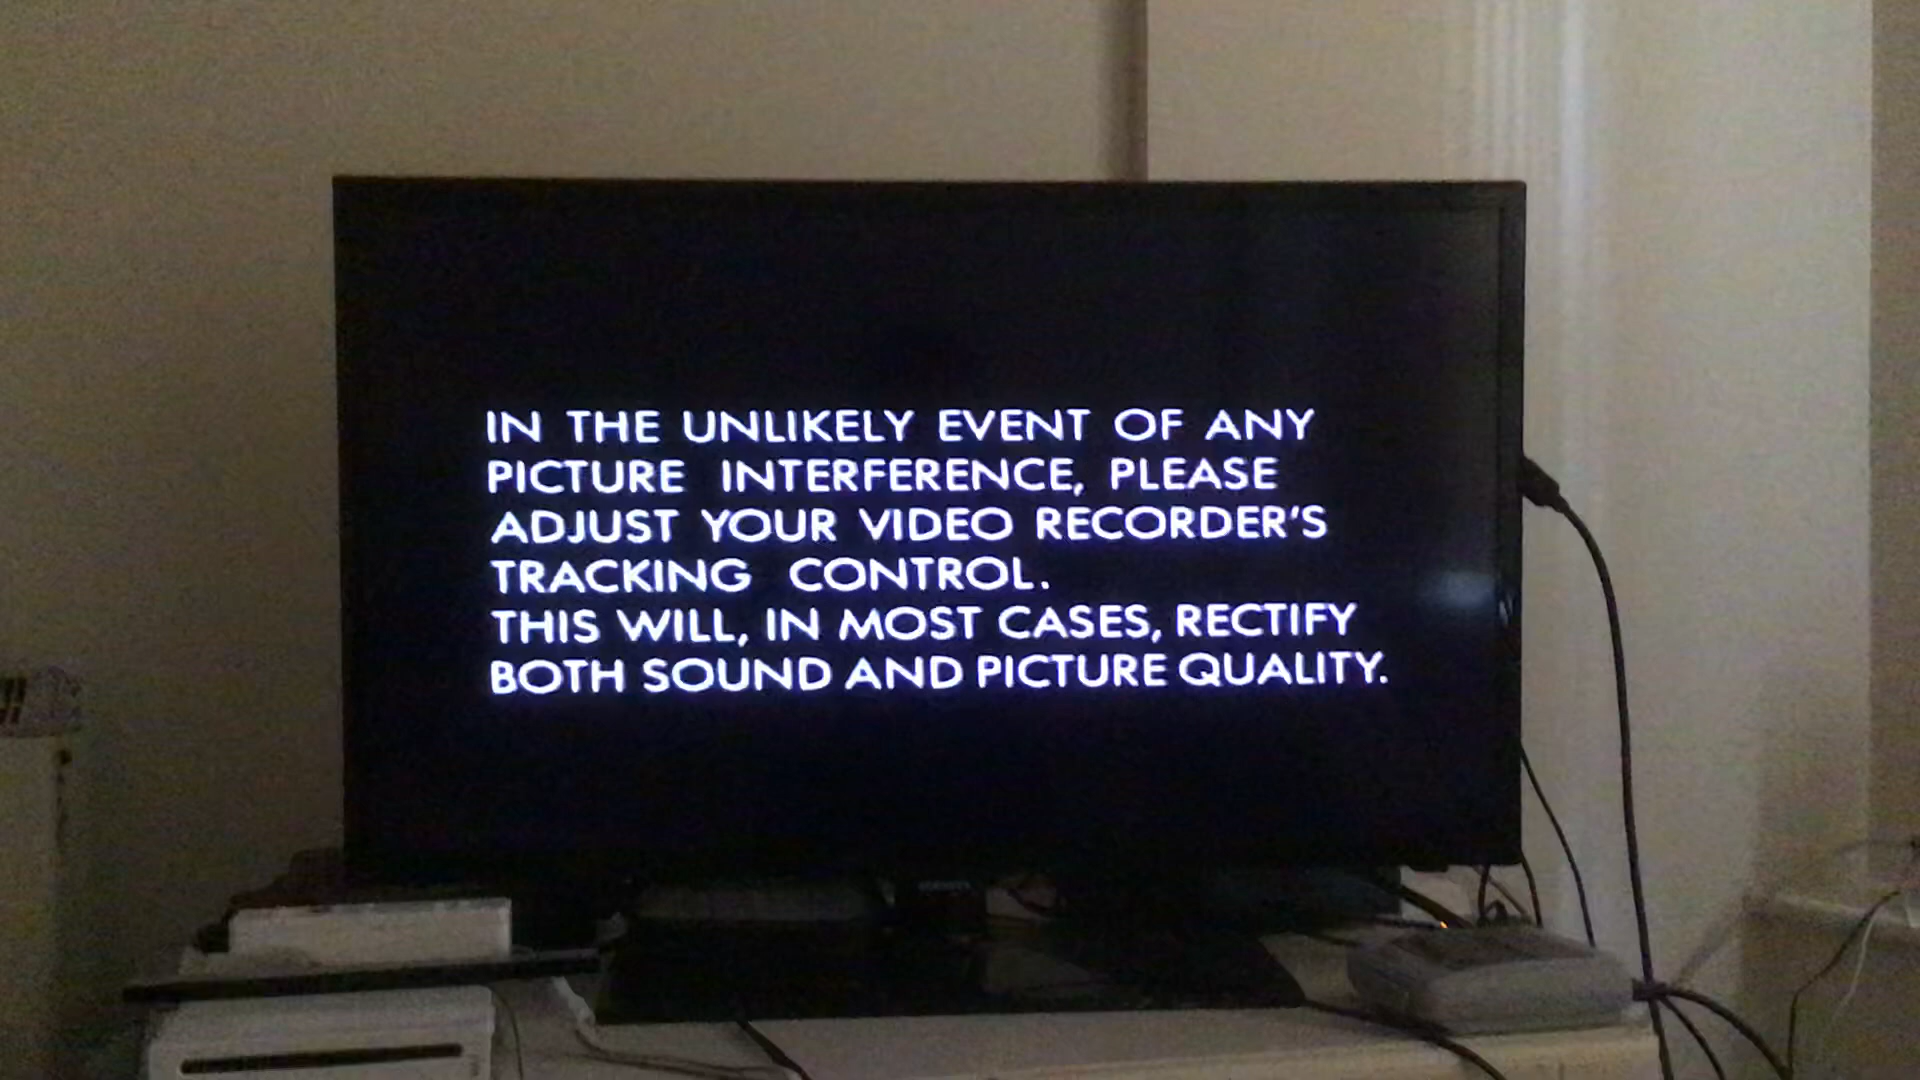 IN THE UNLIKELY EVENT OF ANY
PICTURE INTERFERENCE, PLEASE
ADJUST YOUR VIDEO RECORDER'S
TRACKING CONTROL.
THIS WILL, IN MOST CASES, RECTIFY
BOTH SOUND AND PICTURE QUALITY.